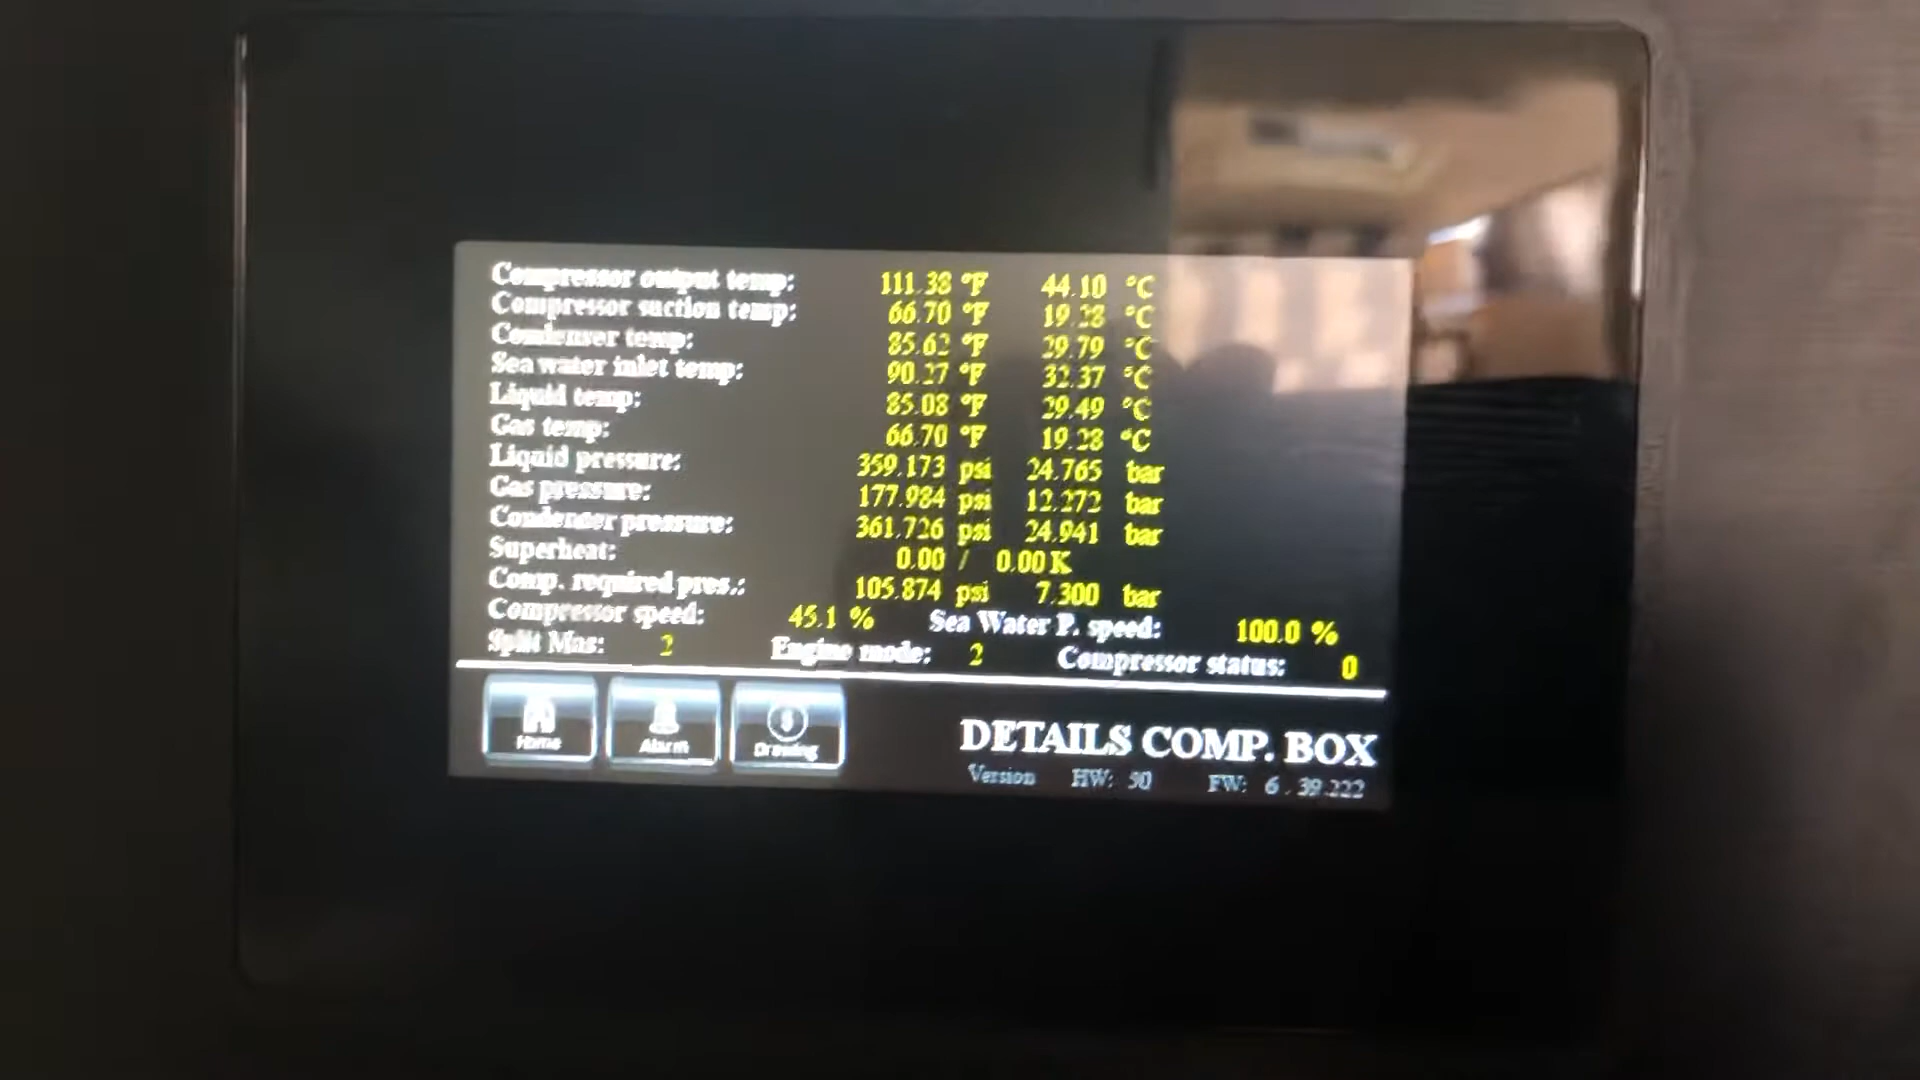 Compressor output temp: 111.38 °F 44.10 °C
Compressor suction temp: 66.70 °F 19.28 °C
Condenser temp: 85.62 °F 29.79 °C
Sea water inlet temp: 90.27 °F 32.37 °C
Liquid temp: 85.08 °F 29.49 °C
Gas temp: 66.70 °F 19.28 °C
Liquid pressure: 359.173 psi 24.765 bar
Gas pressure: 177.984 psi 12.272 bar
Condenser pressure: 361.726 psi 24.941 bar
Superheat: 0.00 / 0.00 K
Comp. required pres.: 105.874 psi 7.300 bar
Compressor speed: 45.1 % Sea Water P. speed: 100.0 %
Split Mas: 2 Engine mode: 2 Compressor status: 0
Home Alarm Drawing
DETAILS COMP. BOX
Version HW: 50 FW: 6 . 39.222